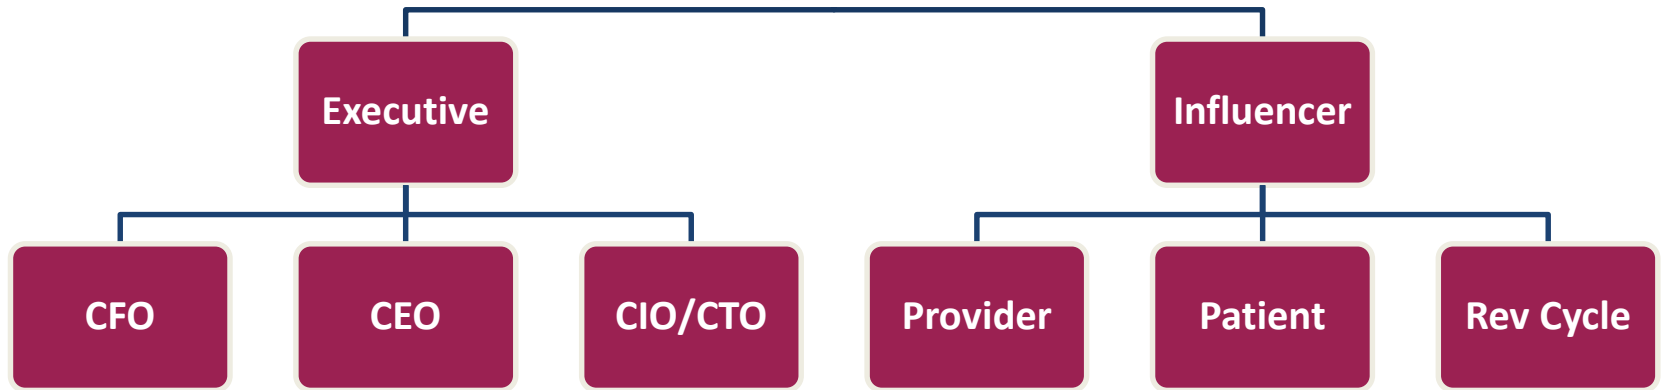 Executive
Influencer
CFO
CEO
CIO/CTO
Provider
Patient
Rev Cycle